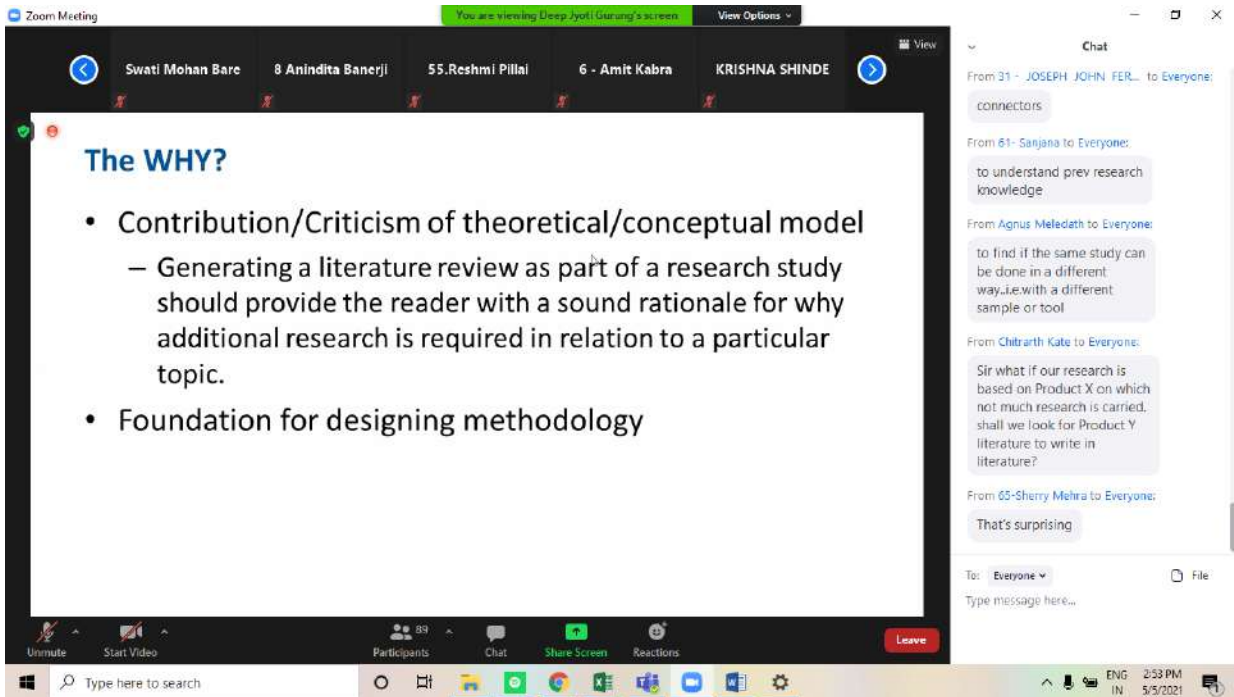 Zoom Meeting
You are viewing Deep Jyoti Gurung's screen
View Options
View
Swati Mohan Bare
8 Anindita Banerji
55.Reshmi Pillai
6 - Amit Kabra
KRISHNA SHINDE
The WHY?
• Contribution/Criticism of theoretical/conceptual model
– Generating a literature review as part of a research study
should provide the reader with a sound rationale for why
additional research is required in relation to a particular
topic.
• Foundation for designing methodology
Chat
From 31 - JOSEPH JOHN FER... to Everyone:
connectors
From 61- Sanjana to Everyone:
to understand prev research
knowledge
From Agnus Meledath to Everyone:
to find if the same study can
be done in a different
way..i.e.with a different
sample or tool
From Chitrarth Kate to Everyone:
Sir what if our research is
based on Product X on which
not much research is carried.
shall we look for Product Y
literature to write in
literature?
From 65-Sherry Mehra to Everyone:
That's surprising
To: Everyone
File
Type message here...
Unmute
Start Video
89
Participants
Chat
Share Screen
Reactions
Leave
Type here to search
ENG
IN
2:53 PM
5/5/2021